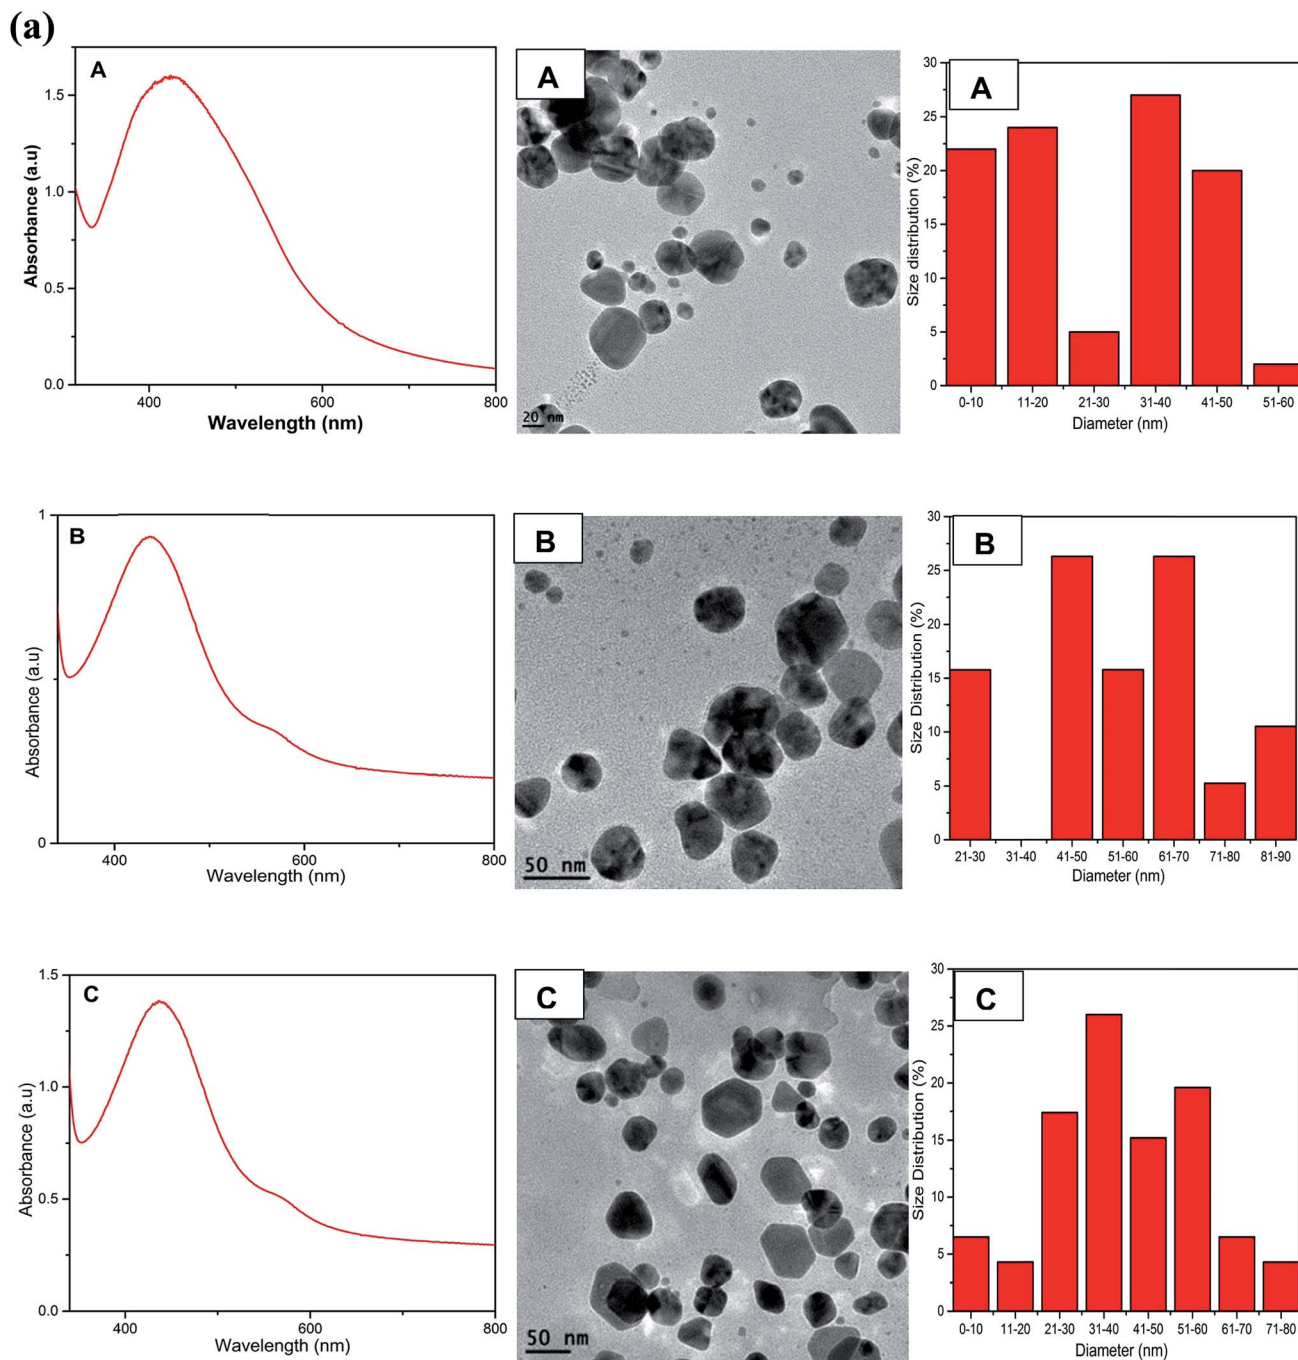 (a)
A
1.5
1.0
0.5
0.0
400
600
800
Absorbance (a.u)
Wavelength (nm)
A
20 nm
A
30
25
20
15
10
5
0
0-10
11-20
21-30
31-40
41-50
51-60
Size distribution (%)
Diameter (nm)
B
1
0
400
600
800
Absorbance (a.u)
Wavelength (nm)
B
50 nm
B
30
25
20
15
10
5
0
21-30
31-40
41-50
51-60
61-70
71-80
81-90
Size Distribution (%)
Diameter (nm)
C
1.5
1.0
0.5
0.0
400
600
800
Absorbance (a.u)
Wavelength (nm)
C
50 nm
C
30
25
20
15
10
5
0
0-10
11-20
21-30
31-40
41-50
51-60
61-70
71-80
Size Distribution (%)
Diameter (nm)